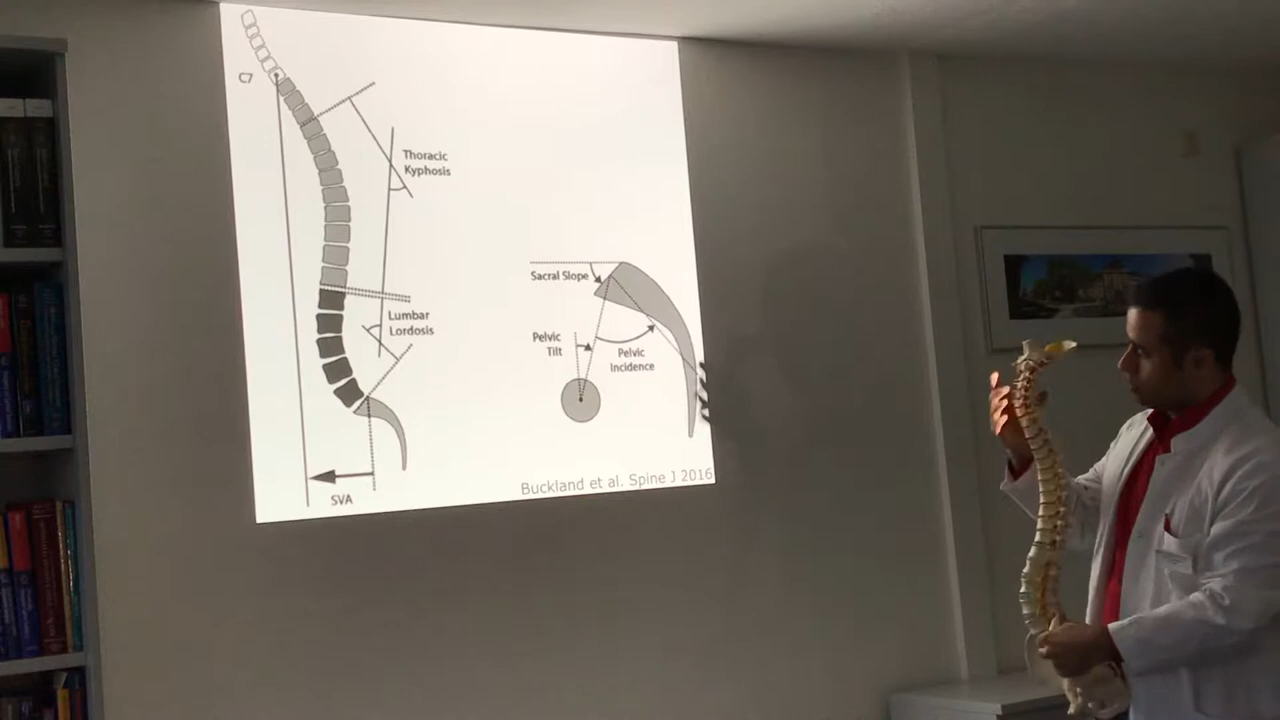 C7
Thoracic
Kyphosis
Lumbar
Lordosis
SVA
Sacral Slope
Pelvic
Tilt
Pelvic
Incidence
Buckland et al. Spine J 2016